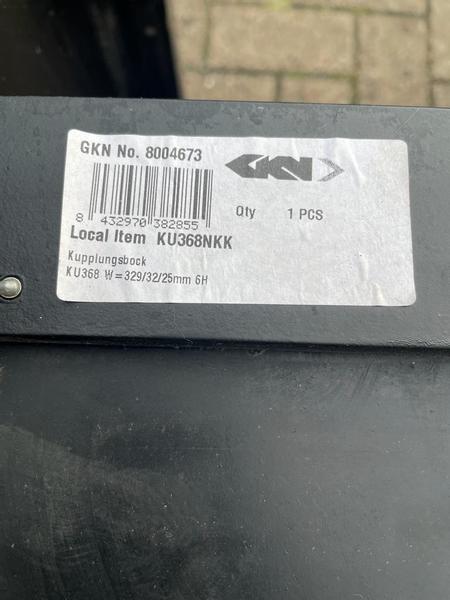 GKN No. 8004673
GKN
8 432970 382855
Qty 1 PCS
Local Item KU368NKK
Kupplungsbock
KU368 W=329/32/25mm 6H